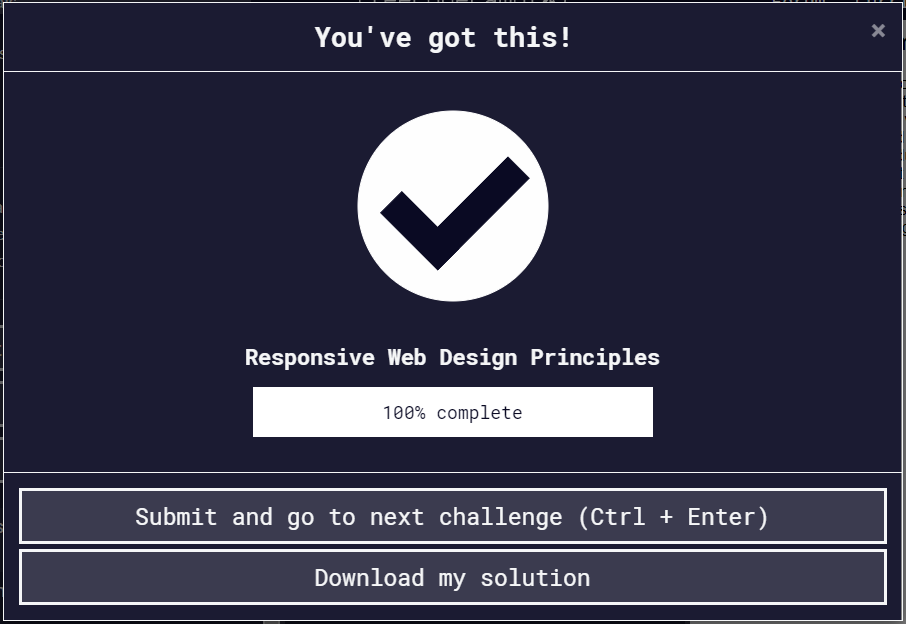 You've got this!
×
Responsive Web Design Principles
100% complete
Submit and go to next challenge (Ctrl + Enter)
Download my solution